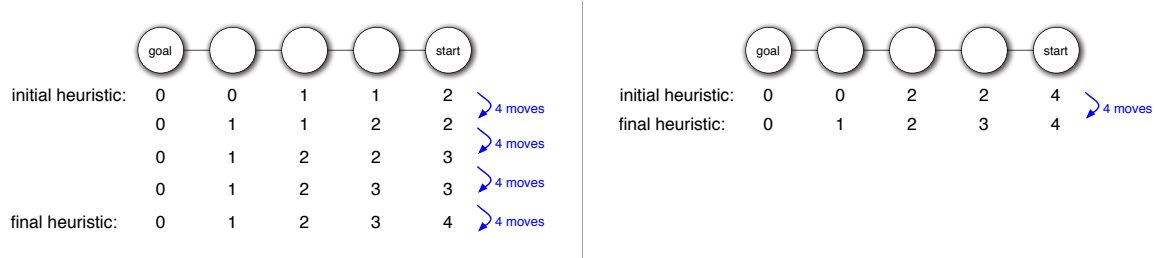 goal start
initial heuristic: 0 0 1 1 2
4 moves
0 1 1 2 2
4 moves
0 1 2 2 3
4 moves
0 1 2 3 3
4 moves
final heuristic: 0 1 2 3 4
goal start
initial heuristic: 0 0 2 2 4
4 moves
final heuristic: 0 1 2 3 4